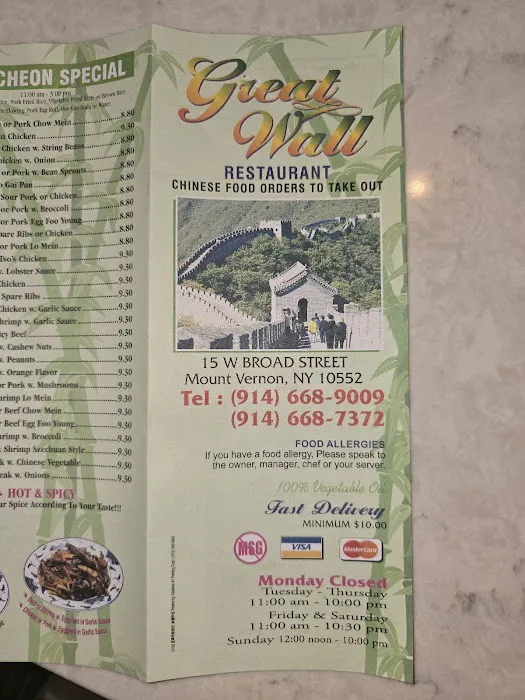 CHEON SPECIAL
11:00 am - 3:00 pm
or Pork Chow Mein 8.80
Chicken 9.30
Chicken w. String Beans 8.80
hicken w. Onion 8.80
or Pork w. Bean Sprouts 8.80
Gai Pan 8.80
Sour Pork or Chicken 8.80
or Pork w. Broccoli 8.80
or Pork Egg Foo Young 8.80
pare Ribs or Chicken 8.80
or Pork Lo Mein 8.80
Tso's Chicken 9.30
w. Lobster Sauce 9.30
Spare Ribs 9.30
Chicken w. Garlic Sauce 9.30
hrimp w. Garlic Sauce 9.30
icy Beef 9.30
w. Cashew Nuts 9.30
w. Peanuts 9.30
w. Orange Flavor 9.30
or Pork w. Mushrooms 9.30
hrimp Lo Mein 9.30
r Beef Chow Mein 9.30
r Beef Egg Foo Young 9.30
hrimp w. Broccoli 9.30
Shrimp Szechuan Style 9.30
k w. Chinese Vegetable 9.30
eak w. Onions 9.30
HOT & SPICY
ur Spice According To Your Taste!!!
Great
Wall
RESTAURANT
CHINESE FOOD ORDERS TO TAKE OUT
15 W BROAD STREET
Mount Vernon, NY 10552
Tel : (914) 668-9009
(914) 668-7372
FOOD ALLERGIES
If you have a food allergy, Please speak to
the owner, manager, chef or your server.
100% Vegetable Oil
Fast Delivery
MINIMUM $10.00
MSG
VISA
MasterCard
Monday Closed
Tuesday - Thursday
11:00 am - 10:00 pm
Friday & Saturday
11:00 am - 10:30 pm
Sunday 12:00 noon - 10:00 pm